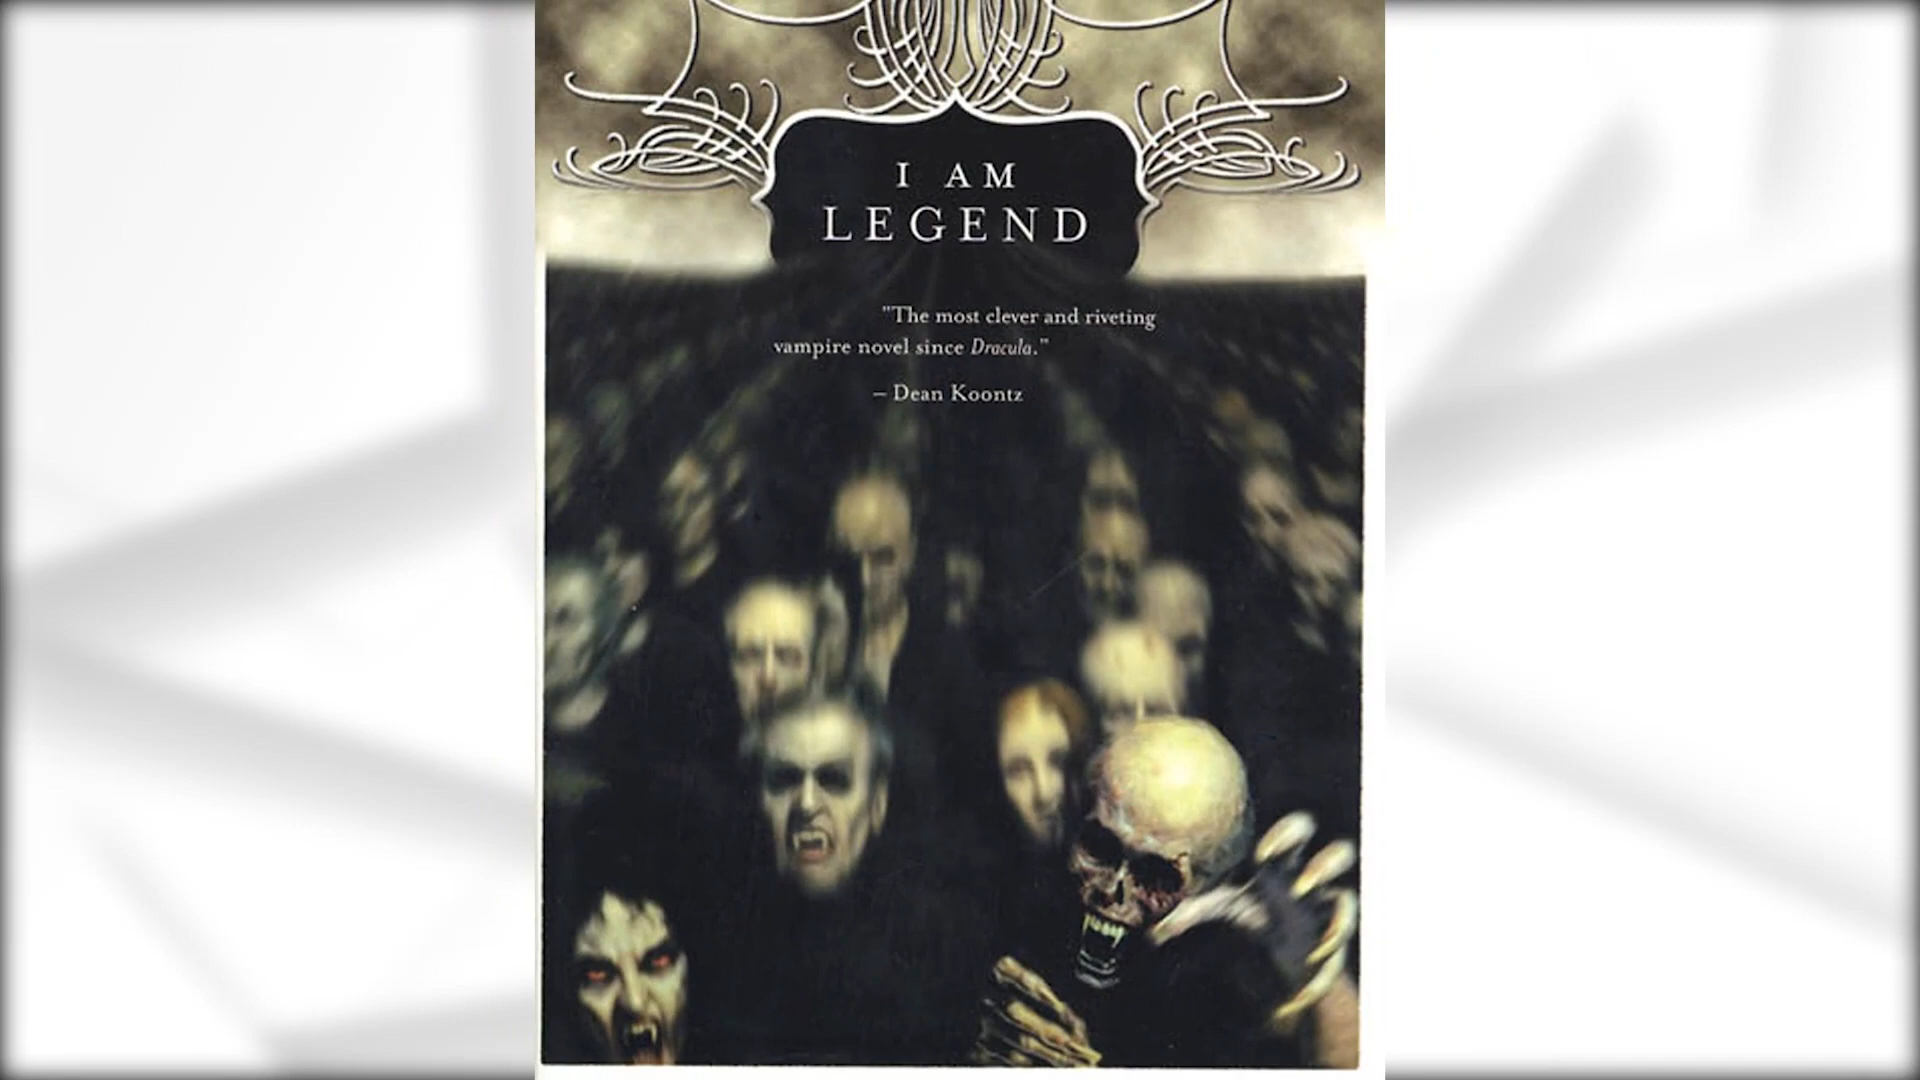 I AM
LEGEND
"The most clever and riveting
vampire novel since Dracula."
– Dean Koontz